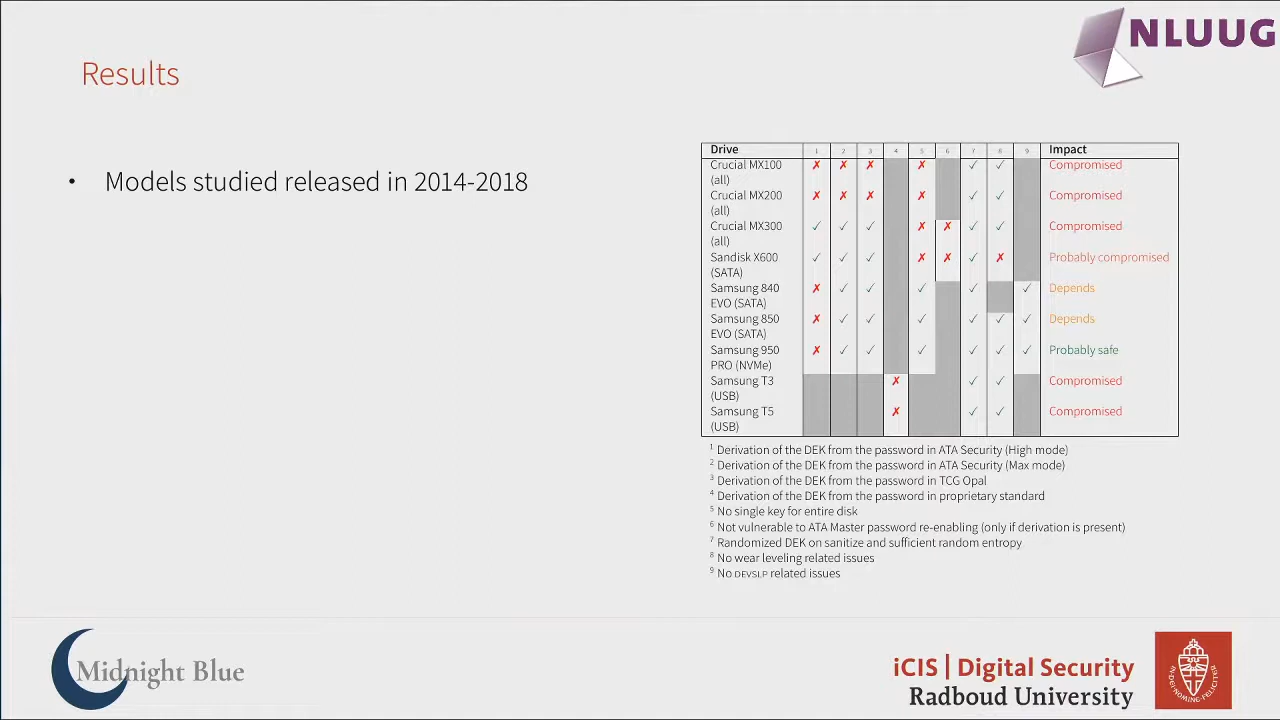 NLUUG
Results
• Models studied released in 2014-2018
Drive 1 2 3 4 5 6 7 8 9 Impact
Crucial MX100 (all) ✗ ✗ ✗ ✗ ✓ ✓ Compromised
Crucial MX200 (all) ✗ ✗ ✗ ✗ ✓ ✓ Compromised
Crucial MX300 (all) ✓ ✓ ✓ ✗ ✗ ✓ ✓ Compromised
Sandisk X600 (SATA) ✓ ✓ ✓ ✗ ✗ ✓ ✗ Probably compromised
Samsung 840 EVO (SATA) ✗ ✓ ✓ ✓ ✓ ✓ Depends
Samsung 850 EVO (SATA) ✗ ✓ ✓ ✓ ✓ ✓ ✓ Depends
Samsung 950 PRO (NVMe) ✗ ✓ ✓ ✓ ✓ ✓ ✓ Probably safe
Samsung T3 (USB) ✗ ✓ ✓ Compromised
Samsung T5 (USB) ✗ ✓ ✓ Compromised
1 Derivation of the DEK from the password in ATA Security (High mode)
2 Derivation of the DEK from the password in ATA Security (Max mode)
3 Derivation of the DEK from the password in TCG Opal
4 Derivation of the DEK from the password in proprietary standard
5 No single key for entire disk
6 Not vulnerable to ATA Master password re-enabling (only if derivation is present)
7 Randomized DEK on sanitize and sufficient random entropy
8 No wear leveling related issues
9 No DEVSLP related issues
Midnight Blue
iCIS | Digital Security
Radboud University